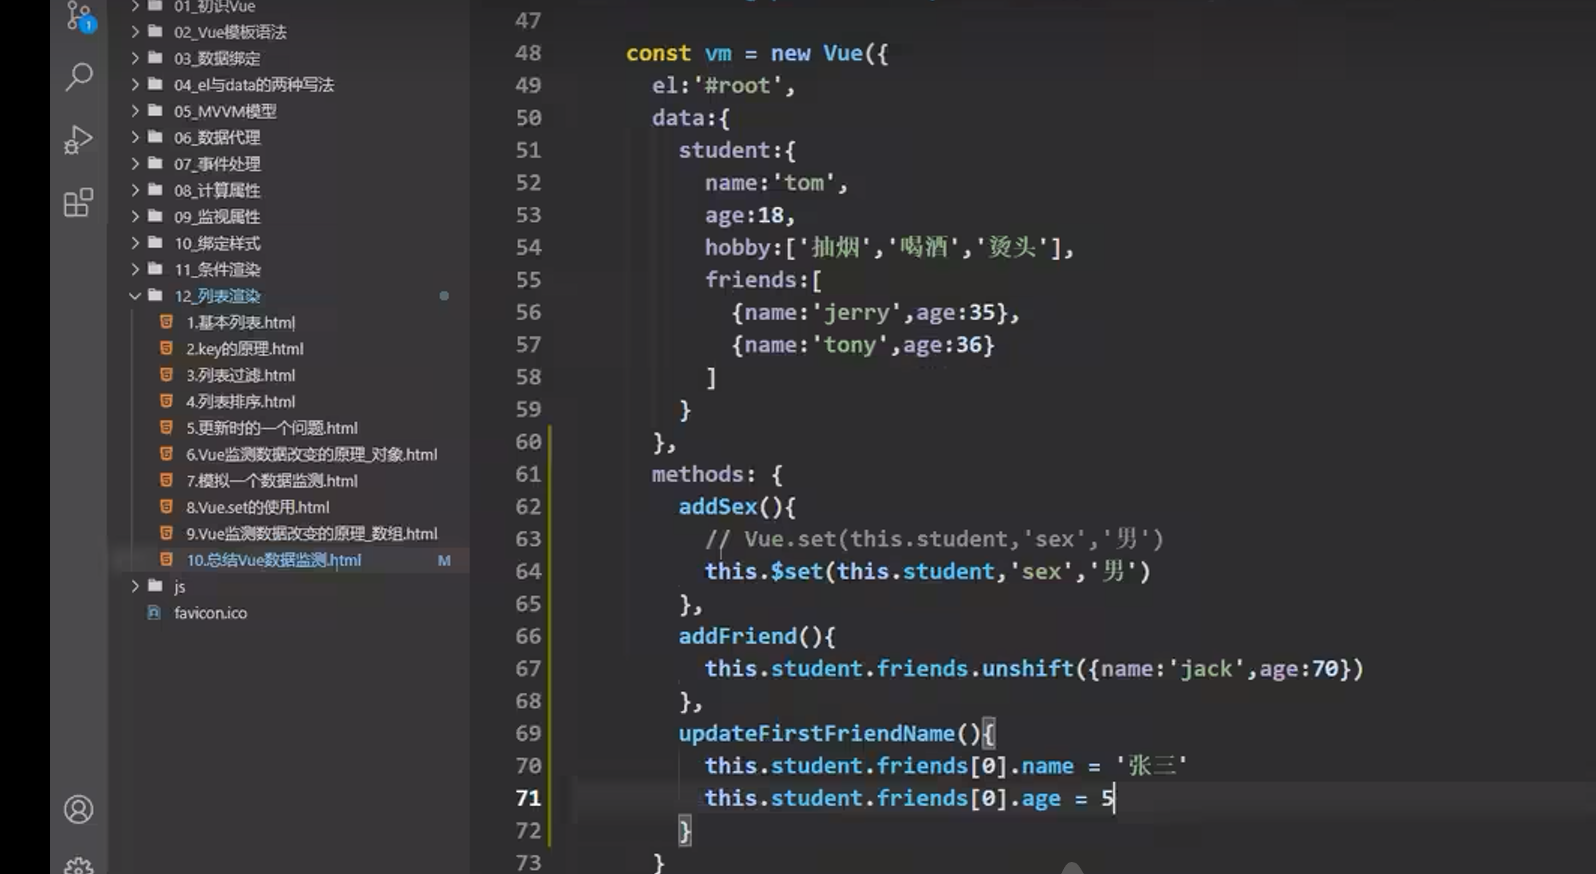 01_初识Vue
02_Vue模板语法
03_数据绑定
04_el与data的两种写法
05_MVVM模型
06_数据代理
07_事件处理
08_计算属性
09_监视属性
10_绑定样式
11_条件渲染
12_列表渲染
1.基本列表.html
2.key的原理.html
3.列表过滤.html
4.列表排序.html
5.更新时的一个问题.html
6.Vue监测数据改变的原理_对象.html
7.模拟一个数据监测.html
8.Vue.set的使用.html
9.Vue监测数据改变的原理_数组.html
10.总结Vue数据监测.html M
js
favicon.ico
1
47
48 const vm = new Vue({
49 el:'#root',
50 data:{
51 student:{
52 name:'tom',
53 age:18,
54 hobby:['抽烟','喝酒','烫头'],
55 friends:[
56 {name:'jerry',age:35},
57 {name:'tony',age:36}
58 ]
59 }
60 },
61 methods: {
62 addSex(){
63 // Vue.set(this.student,'sex','男')
64 this.$set(this.student,'sex','男')
65 },
66 addFriend(){
67 this.student.friends.unshift({name:'jack',age:70})
68 },
69 updateFirstFriendName(){
70 this.student.friends[0].name = '张三'
71 this.student.friends[0].age = 5
72 }
73 }